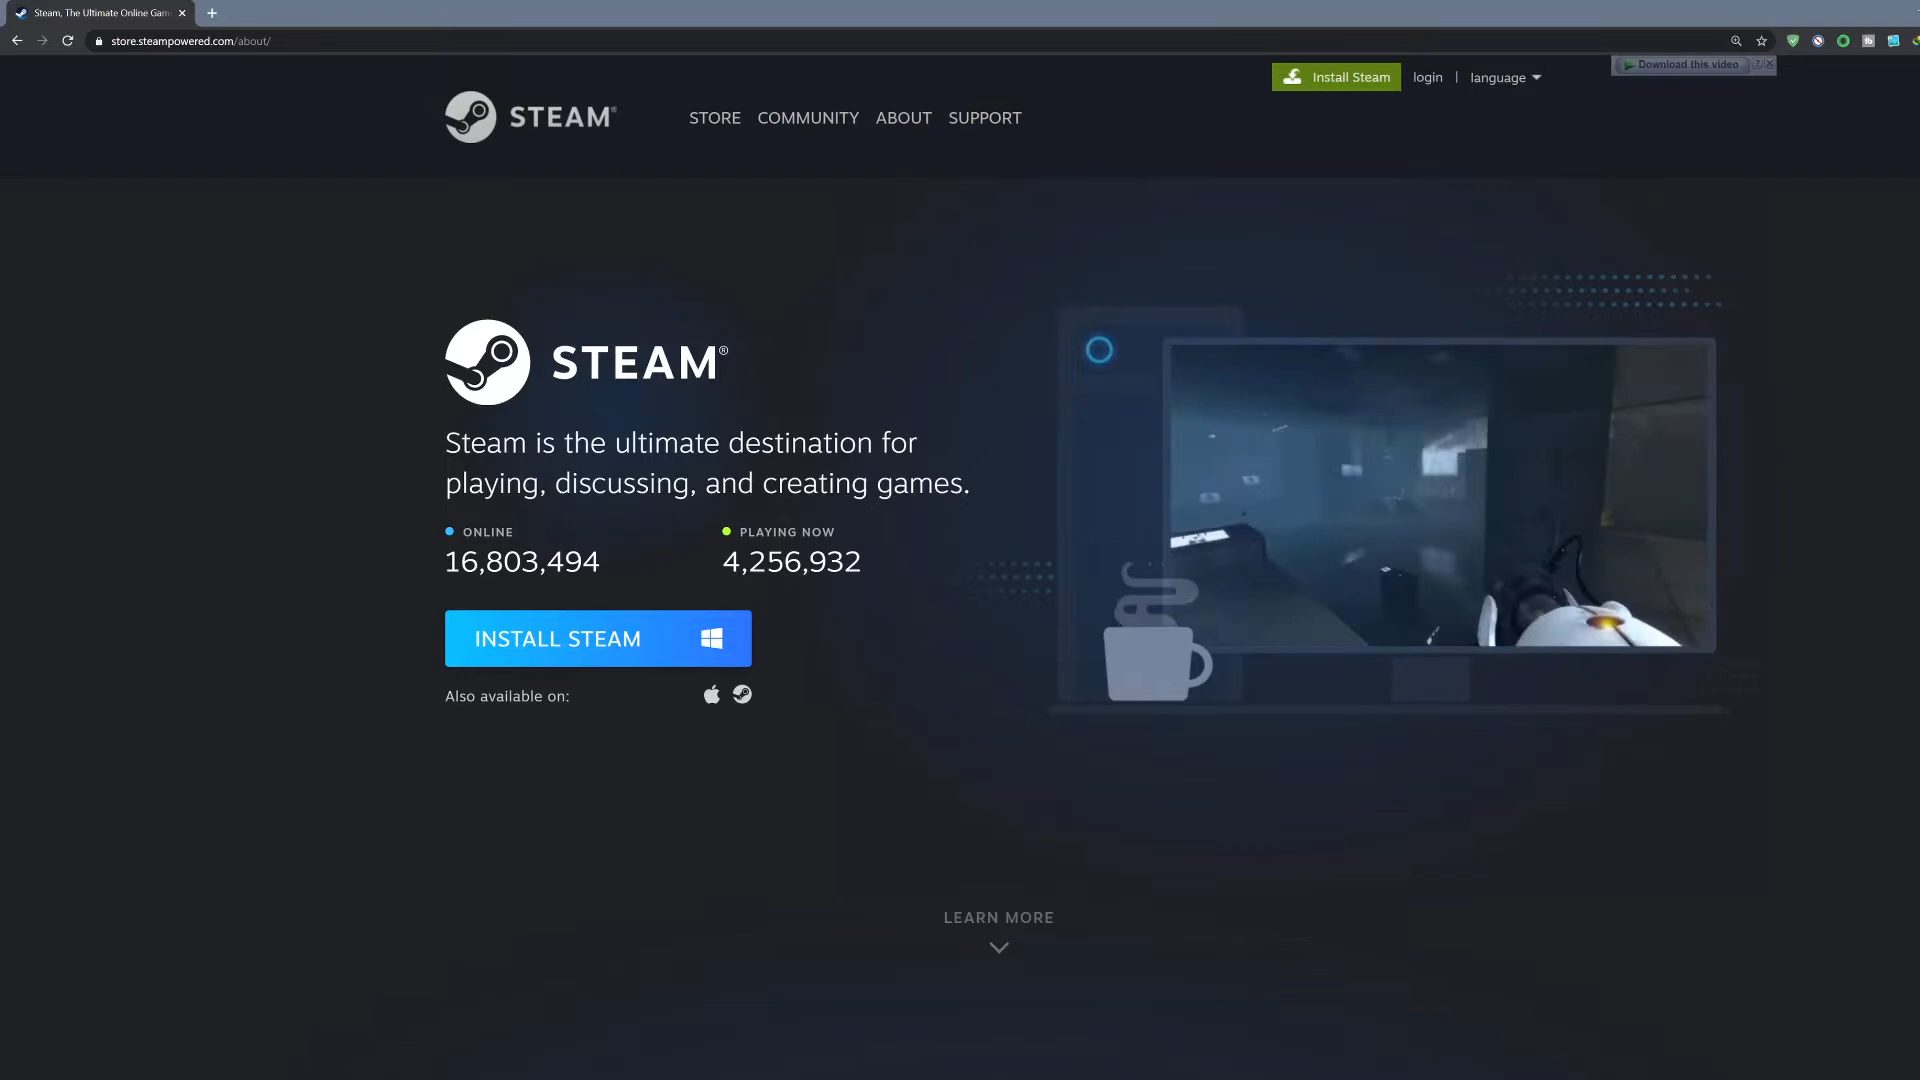 Steam, The Ultimate Online Gam
store.steampowered.com/about/
Download this video
Install Steam
login
|
language
STEAM®
STORE
COMMUNITY
ABOUT
SUPPORT
STEAM®
Steam is the ultimate destination for
playing, discussing, and creating games.
ONLINE
PLAYING NOW
16,803,494
4,256,932
INSTALL STEAM
Also available on:
LEARN MORE